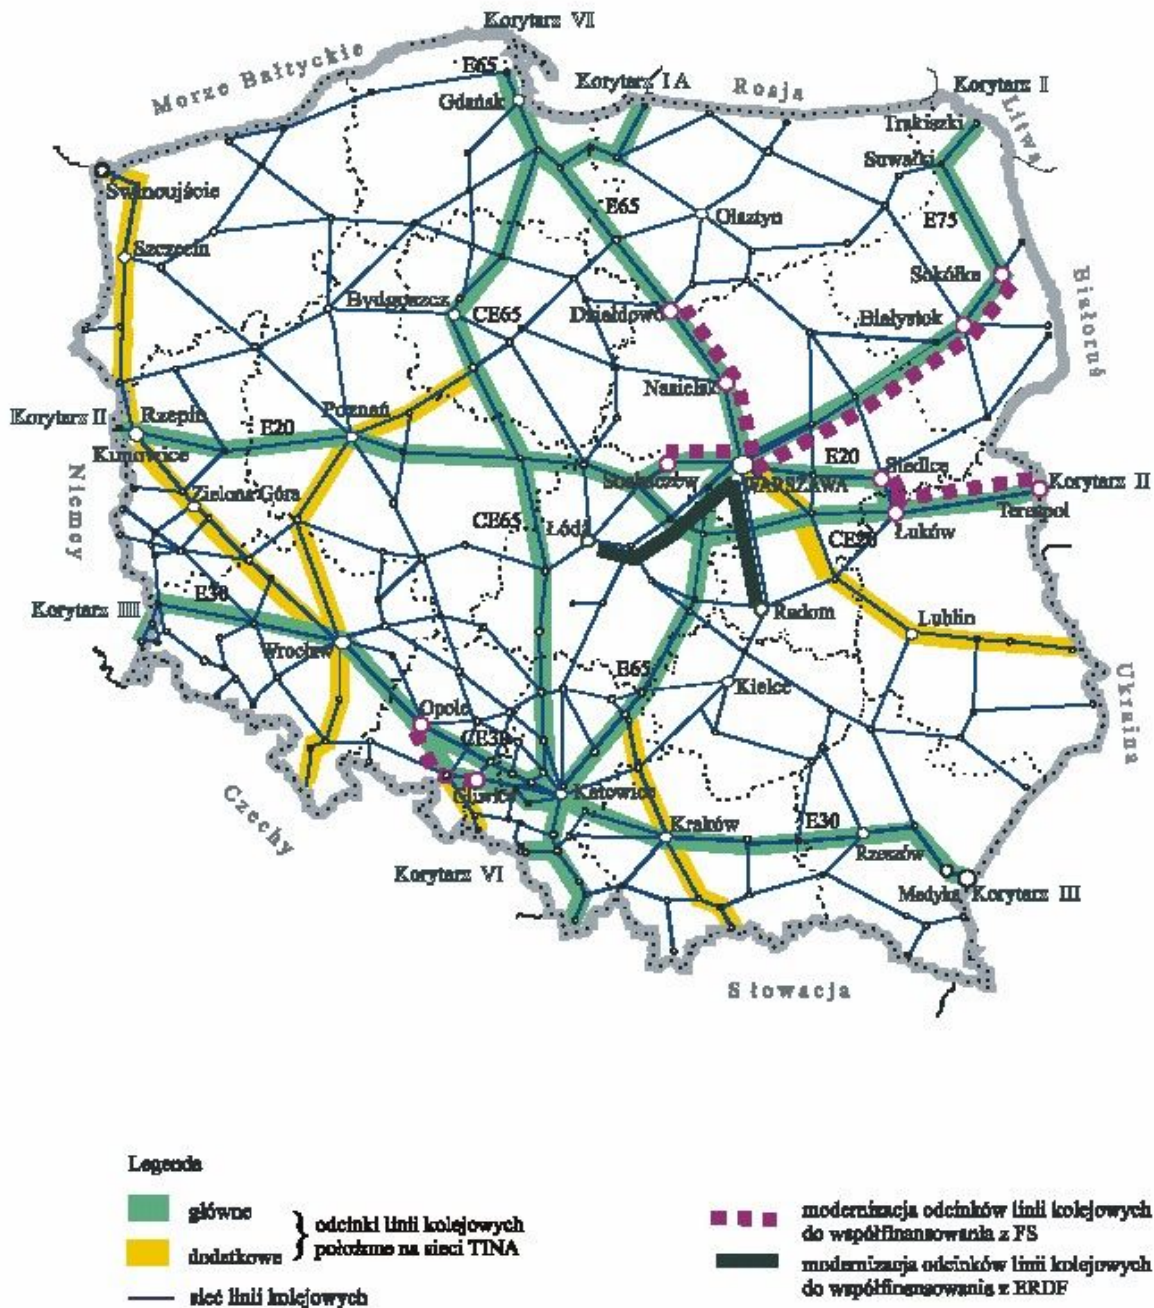 Korytarz VI
Morze Bałtyckie
E65
Gdańsk
Korytarz I A
Rosja
Korytarz I
Litwa
Trakiszki
Suwałki
Swinoujście
E65
Olsztyn
E75
Szczecin
Sokółka
Białoruś
Bydgoszcz
CE65
Działdowo
Białystok
Nasielsk
Korytarz II
Rzepin
E20
Poznań
Kunowice
E20
Siedlce
Sochaczew
WARSZAWA
Korytarz II
Terespol
Niemcy
Zielona Góra
CE65
Łódź
CE20
Łuków
E30
Korytarz III
Radom
Lublin
Wrocław
E65
Kielce
Ukraina
Opole
CE30
Gliwice
Katowice
Czechy
Kraków
E30
Rzeszów
Korytarz VI
Medyka
Korytarz III
Słowacja
Legenda
główne
dodatkowe
odcinki linii kolejowych
położone na sieci TINA
sieć linii kolejowych
modernizacja odcinków linii kolejowych
do współfinansowania z FS
modernizacja odcinków linii kolejowych
do współfinansowania z ERDF